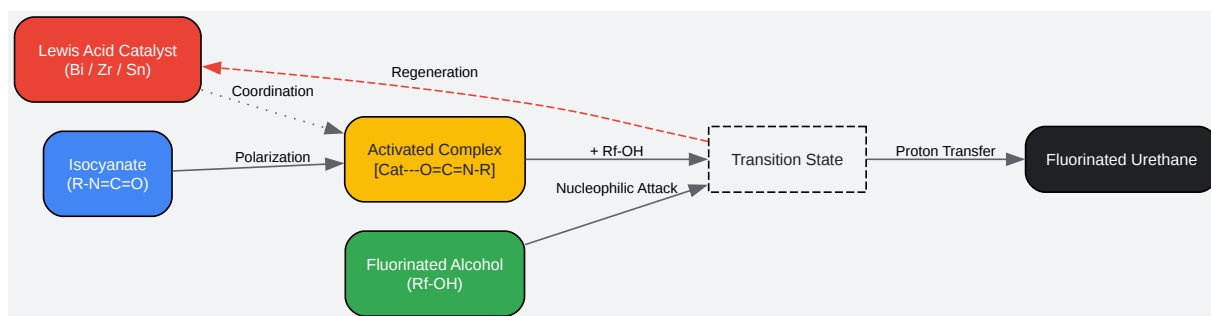 Lewis Acid Catalyst
(Bi / Zr / Sn)
Regeneration
Coordination
Isocyanate
(R-N=C=O)
Polarization
Activated Complex
[Cat---O=C=N-R]
+ Rf-OH
Nucleophilic Attack
Transition State
Proton Transfer
Fluorinated Urethane
Fluorinated Alcohol
(Rf-OH)